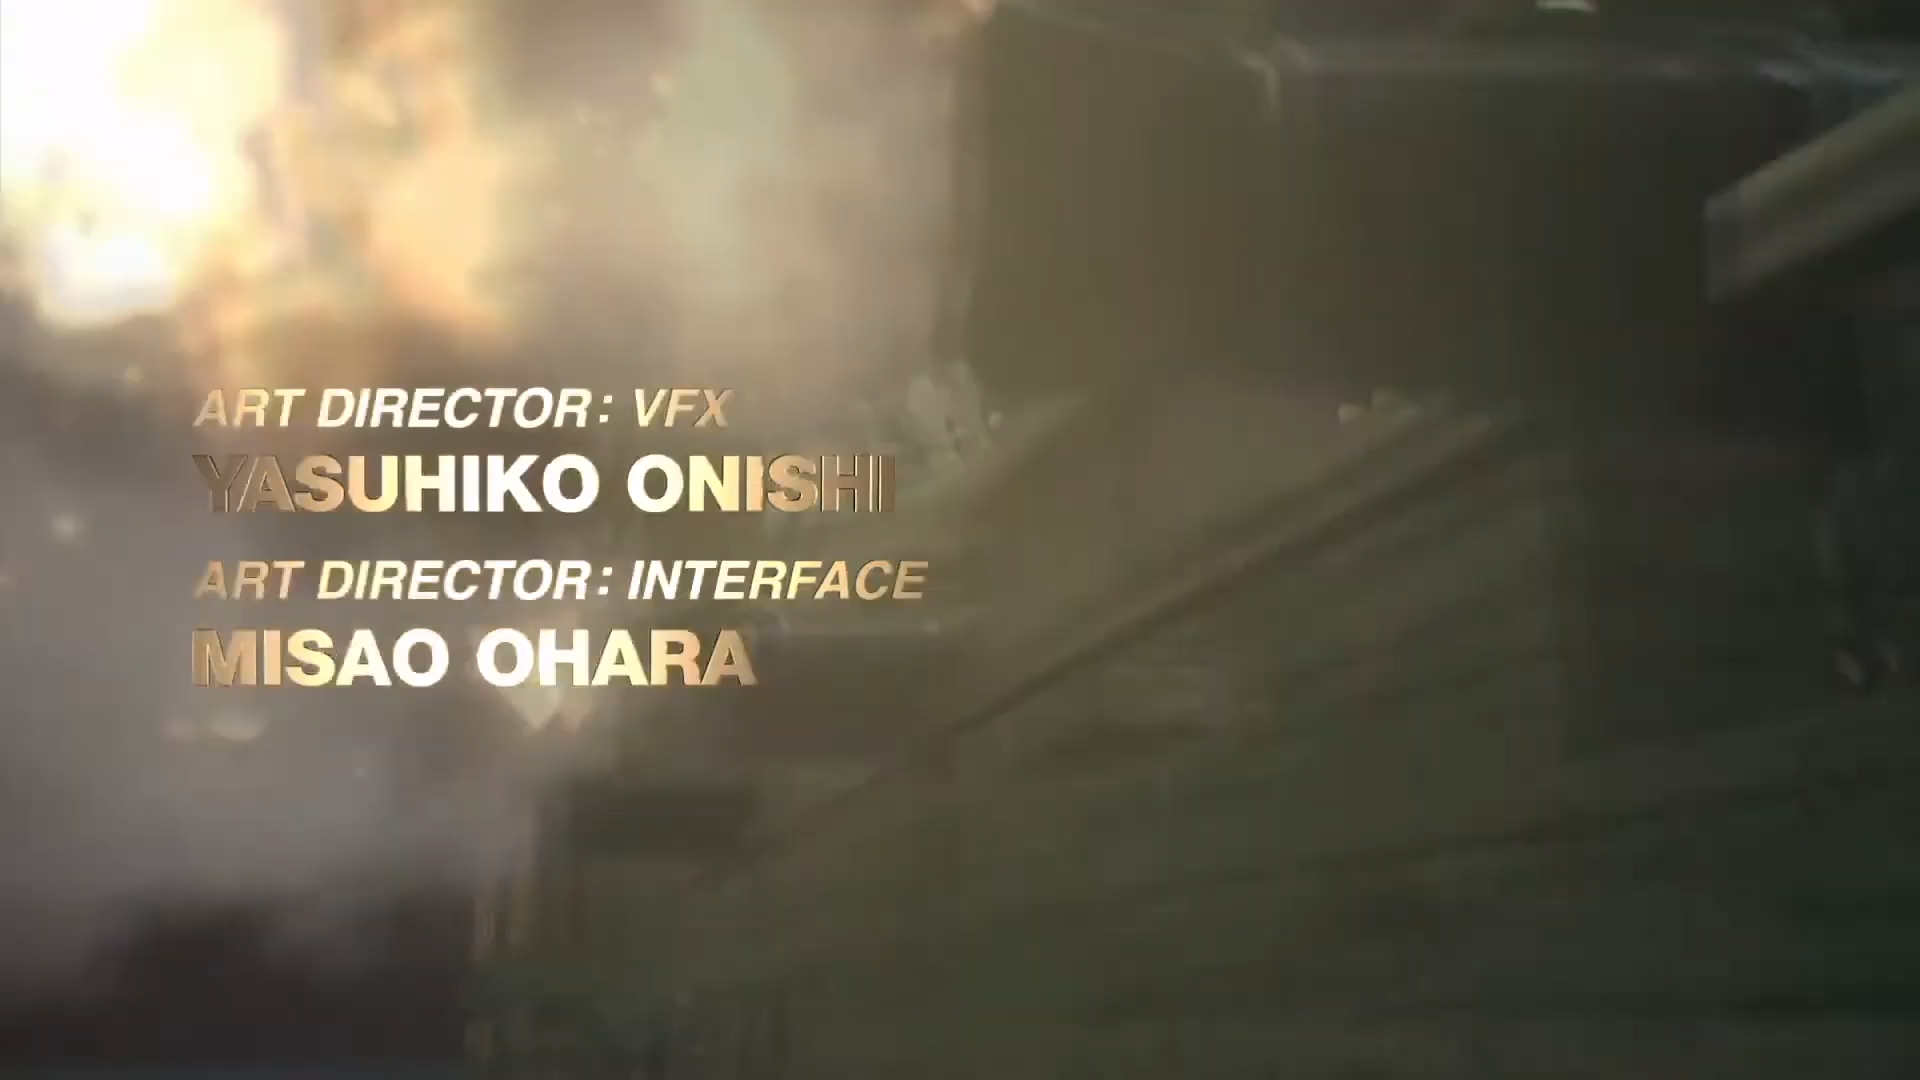 ART DIRECTOR: VFX
YASUHIKO ONISHI
ART DIRECTOR: INTERFACE
MISAO OHARA